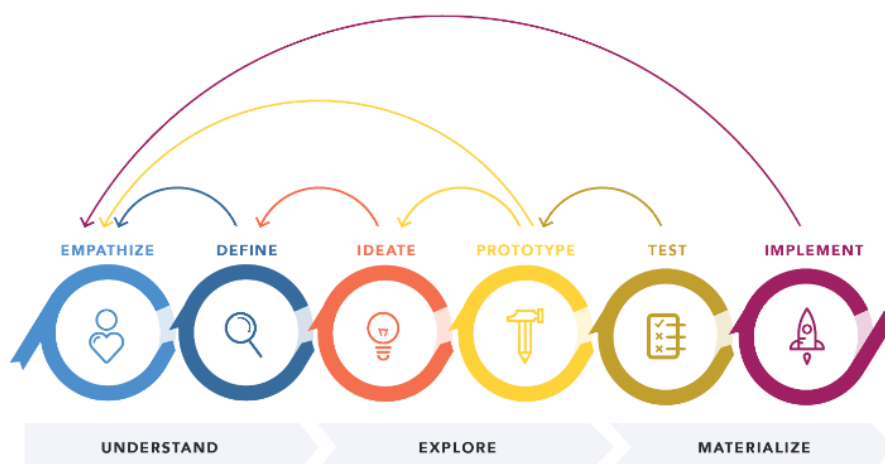 EMPATHIZE DEFINE IDEATE PROTOTYPE TEST IMPLEMENT
UNDERSTAND EXPLORE MATERIALIZE